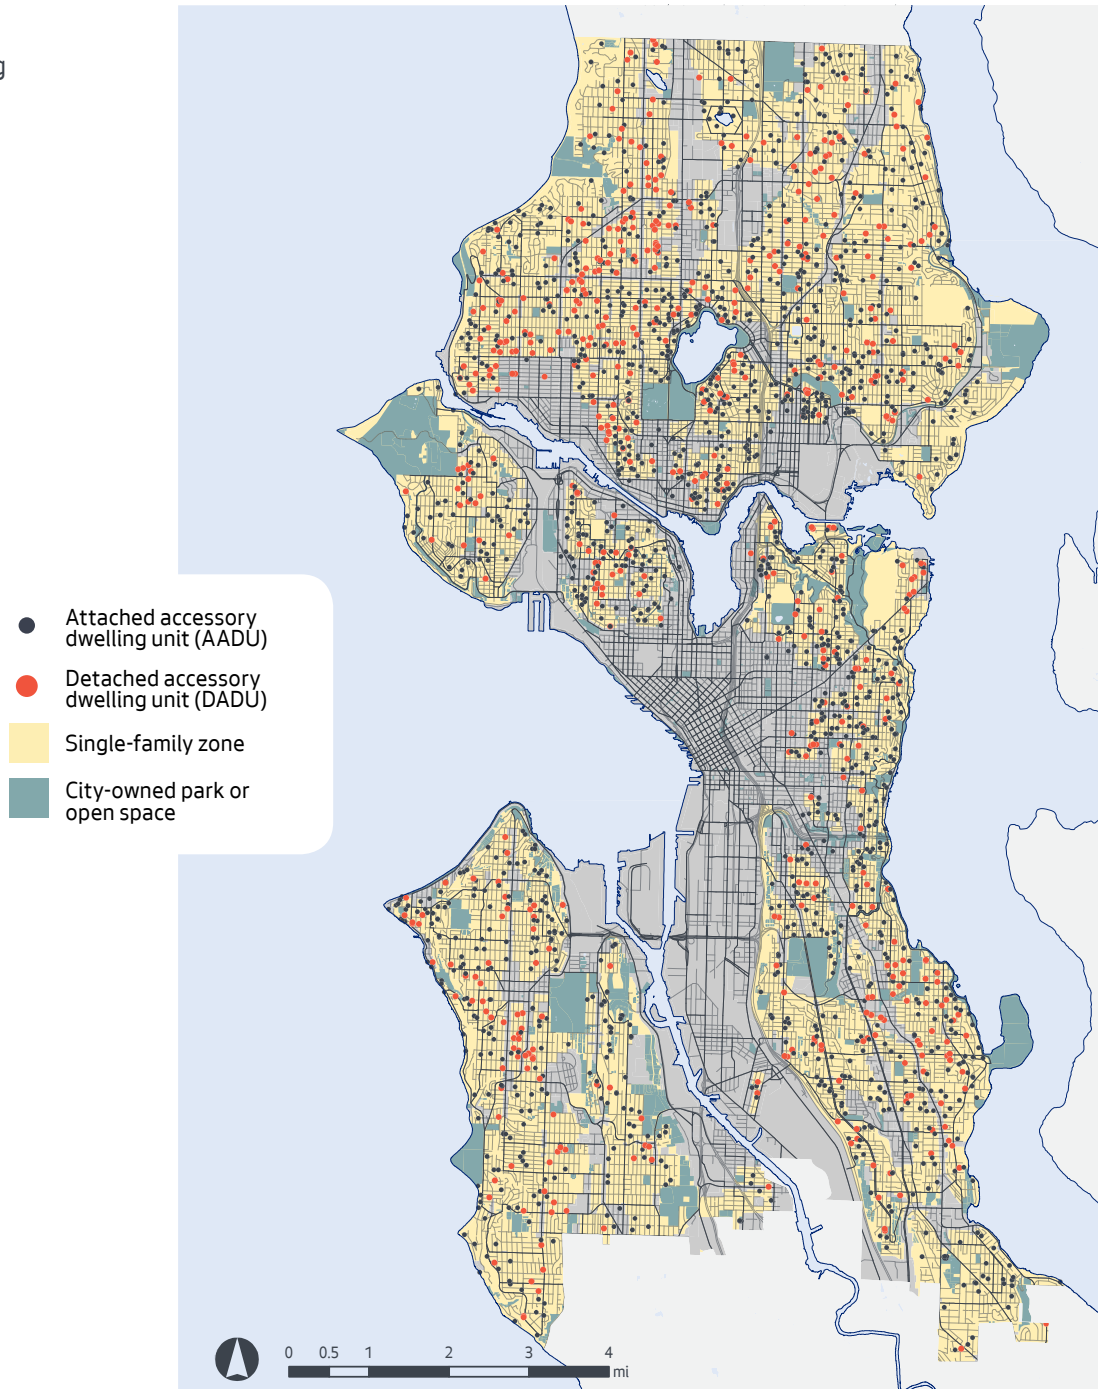 g
Attached accessory
dwelling unit (AADU)
Detached accessory
dwelling unit (DADU)
Single-family zone
City-owned park or
open space
0 0.5 1 2 3 4
mi